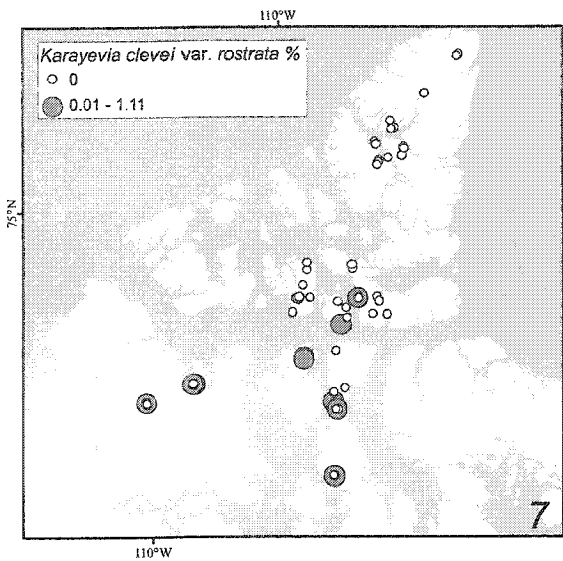 110°W
Karayevia clevei var. rostrata %
0
0.01 - 1.11
75°N
7
110°W